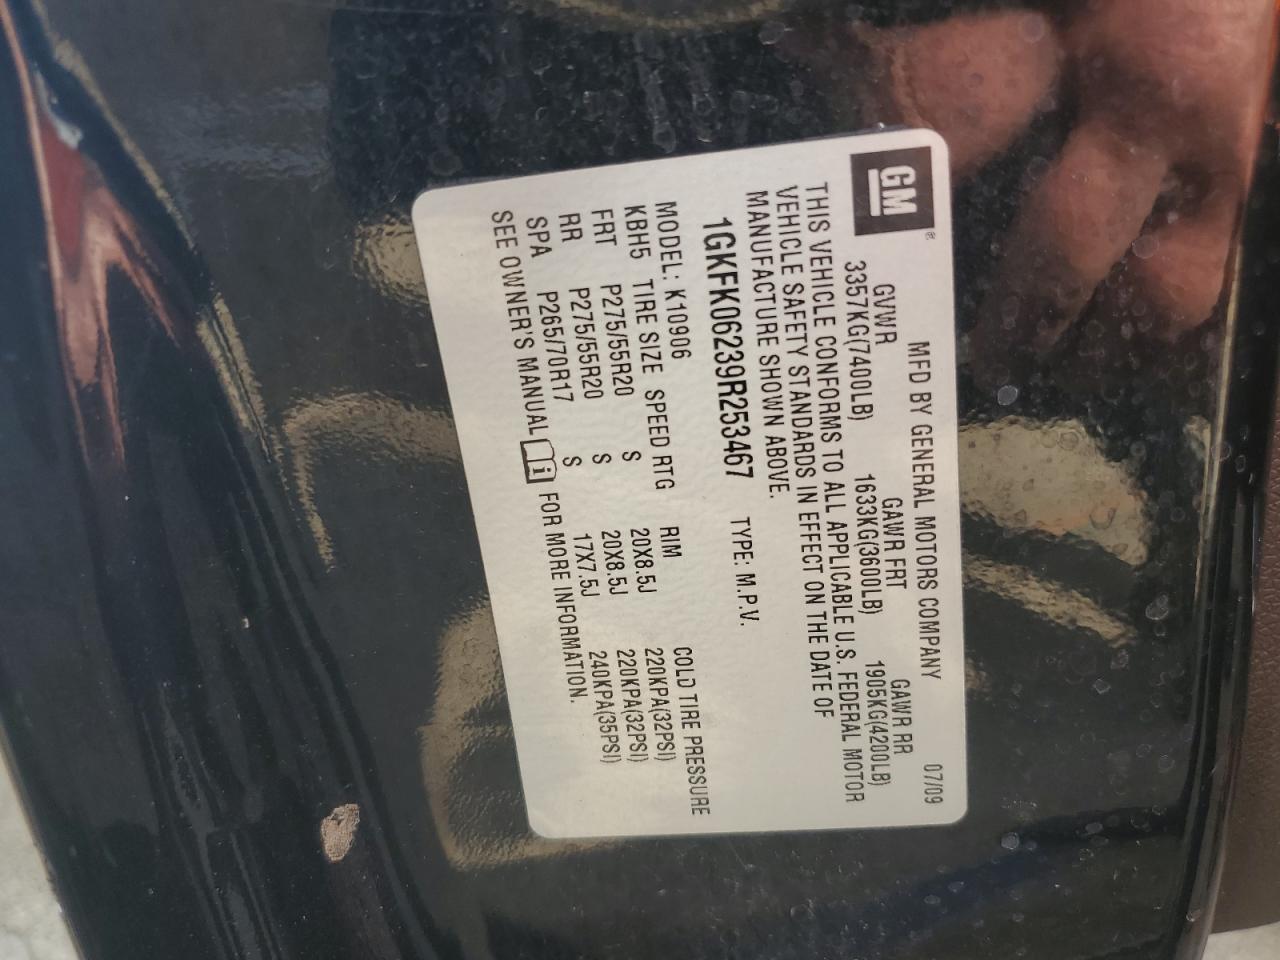 GM®
MFD BY GENERAL MOTORS COMPANY 07/09
GVWR GAWR FRT GAWR RR
3357KG(7400LB) 1633KG(3600LB) 1905KG(4200LB)
THIS VEHICLE CONFORMS TO ALL APPLICABLE U.S. FEDERAL MOTOR
VEHICLE SAFETY STANDARDS IN EFFECT ON THE DATE OF
MANUFACTURE SHOWN ABOVE.
1GKFK06239R253467 TYPE: M.P.V.
MODEL: K10906
KBH5 TIRE SIZE SPEED RTG RIM COLD TIRE PRESSURE
FRT P275/55R20 S 20X8.5J 220KPA(32PSI)
RR P275/55R20 S 20X8.5J 220KPA(32PSI)
SPA P265/70R17 S 17X7.5J 240KPA(35PSI)
SEE OWNER'S MANUAL i FOR MORE INFORMATION.